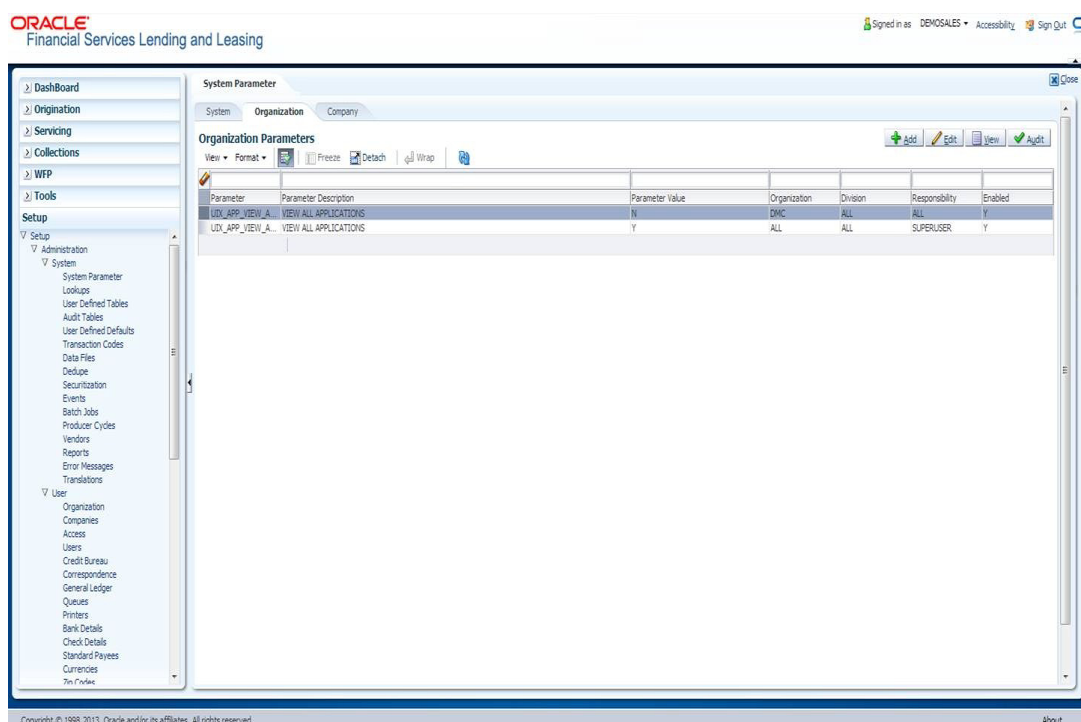 ORACLE
Financial Services Lending and Leasing
Signed in as DEMOSALES Accessibility Sign Out
DashBoard
Origination
Servicing
Collections
WFP
Tools
Setup
Setup
Administration
System
System Parameter
Lookups
User Defined Tables
Audit Tables
User Defined Defaults
Transaction Codes
Data Files
Dedupe
Securitization
Events
Batch Jobs
Producer Cycles
Vendors
Reports
Error Messages
Translations
User
Organization
Companies
Access
Users
Credit Bureau
Correspondence
General Ledger
Queues
Printers
Bank Details
Check Details
Standard Payees
Currencies
Zip Codes
System Parameter
Close
System Organization Company
Organization Parameters
Add Edit View Audit
View Format Freeze Detach Wrap
Parameter Parameter Description Parameter Value Organization Division Responsibility Enabled
UIX_APP_VIEW_A... VIEW ALL APPLICATIONS N DMC ALL ALL Y
UIX_APP_VIEW_A... VIEW ALL APPLICATIONS Y ALL ALL SUPERUSER Y
Copyright © 1998, 2013, Oracle and/or its affiliates. All rights reserved.
About